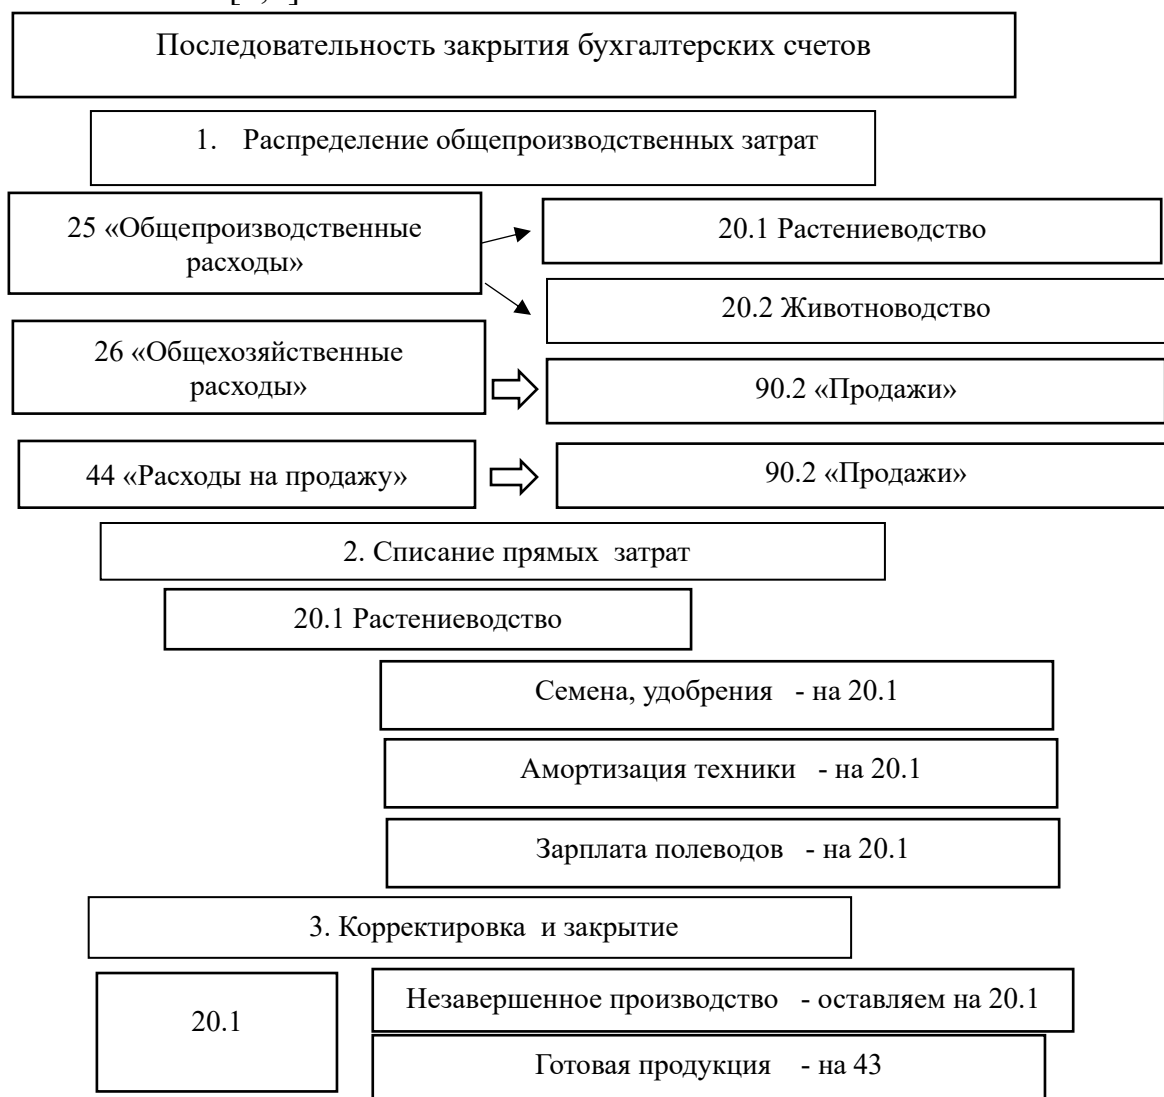 Последовательность закрытия бухгалтерских счетов
1. Распределение общепроизводственных затрат
25 «Общепроизводственные
расходы»
20.1 Растениеводство
20.2 Животноводство
26 «Общехозяйственные
расходы»
90.2 «Продажи»
44 «Расходы на продажу»
90.2 «Продажи»
2. Списание прямых затрат
20.1 Растениеводство
Семена, удобрения - на 20.1
Амортизация техники - на 20.1
Зарплата полеводов - на 20.1
3. Корректировка и закрытие
20.1
Незавершенное производство - оставляем на 20.1
Готовая продукция - на 43